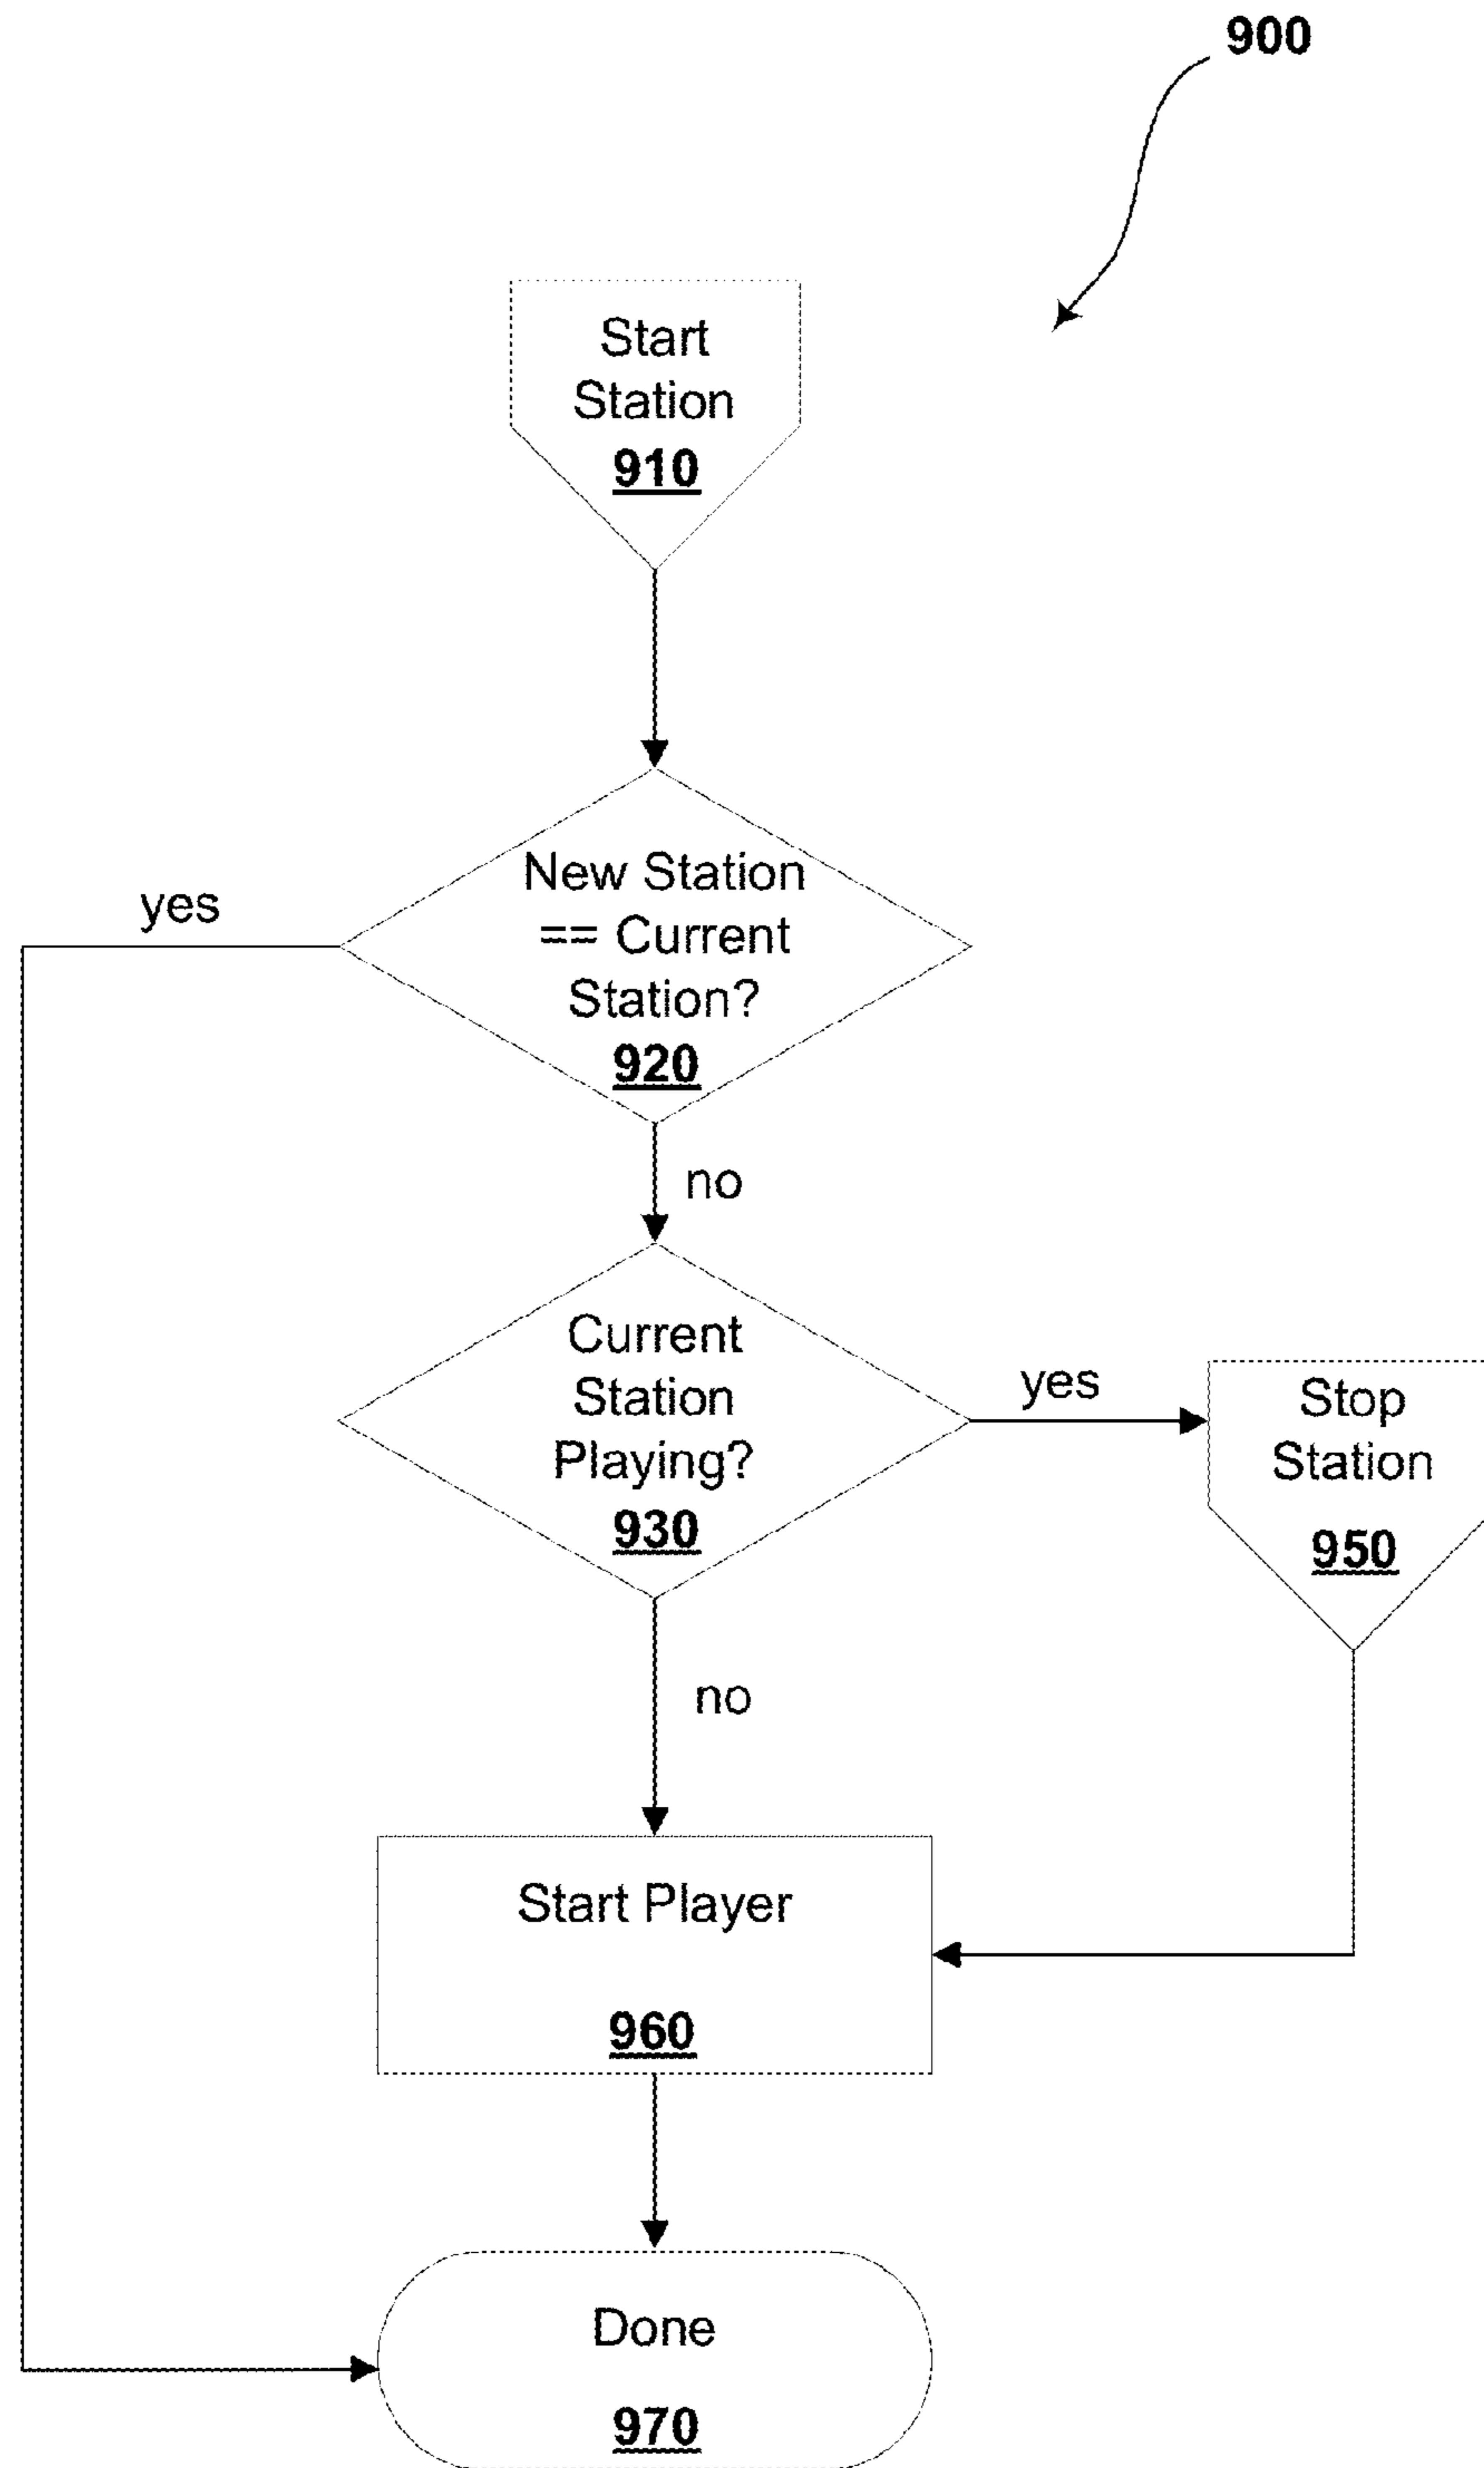 900
Start
Station
910
New Station
== Current
Station?
920
yes
no
Current
Station
Playing?
930
yes
Stop
Station
950
no
Start Player
960
Done
970